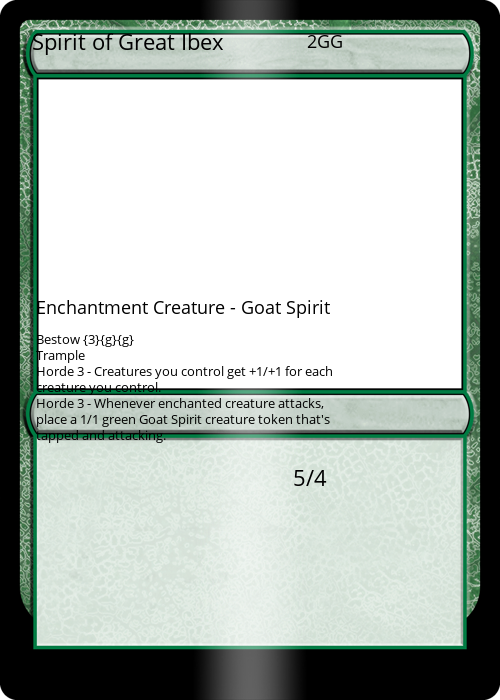 Spirit of Great Ibex 2GG
Enchantment Creature - Goat Spirit
Bestow {3}{g}{g}
Trample
Horde 3 - Creatures you control get +1/+1 for each
creature you control.
Horde 3 - Whenever enchanted creature attacks,
place a 1/1 green Goat Spirit creature token that's
tapped and attacking.
5/4